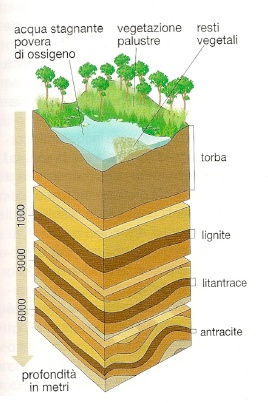 acqua stagnante
povera
di ossigeno
vegetazione
palustre
resti
vegetali
torba
1000
lignite
3000
litantrace
6000
antracite
profondità
in metri